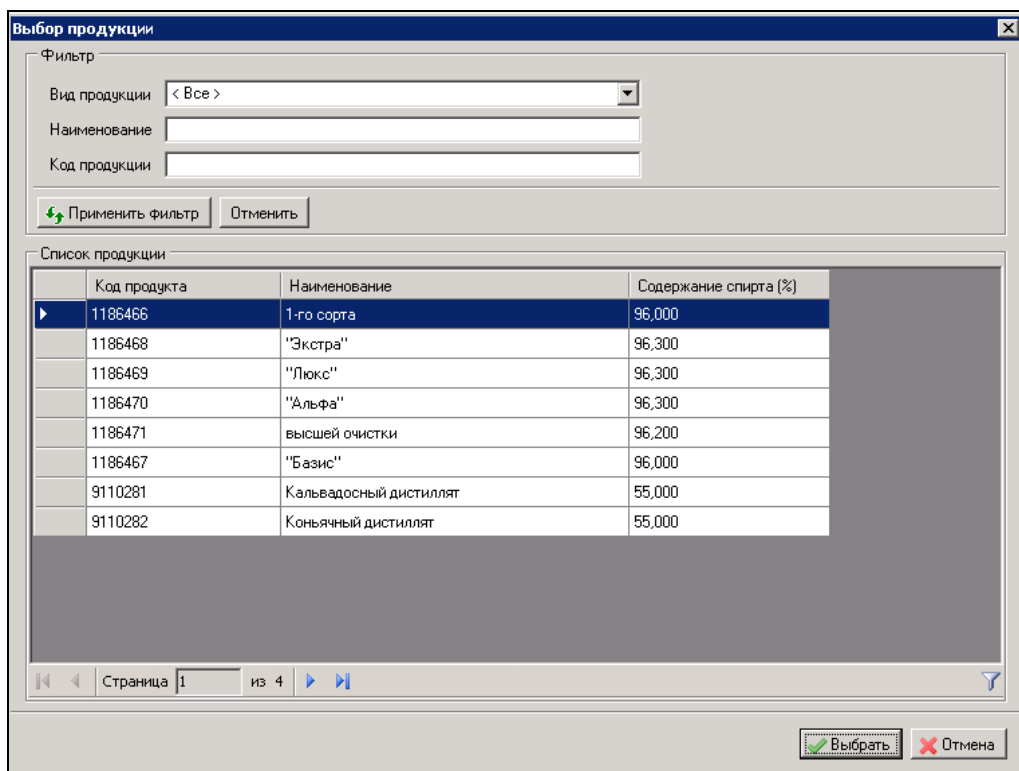 Выбор продукции
Фильтр
Вид продукции < Все >
Наименование
Код продукции
Применить фильтр Отменить
Список продукции
Код продукта Наименование Содержание спирта (%)
1186466 1-го сорта 96,000
1186468 "Экстра" 96,300
1186469 "Люкс" 96,300
1186470 "Альфа" 96,300
1186471 высшей очистки 96,200
1186467 "Базис" 96,000
9110281 Кальвадосный дистиллят 55,000
9110282 Коньячный дистиллят 55,000
Страница 1 из 4
Выбрать Отмена